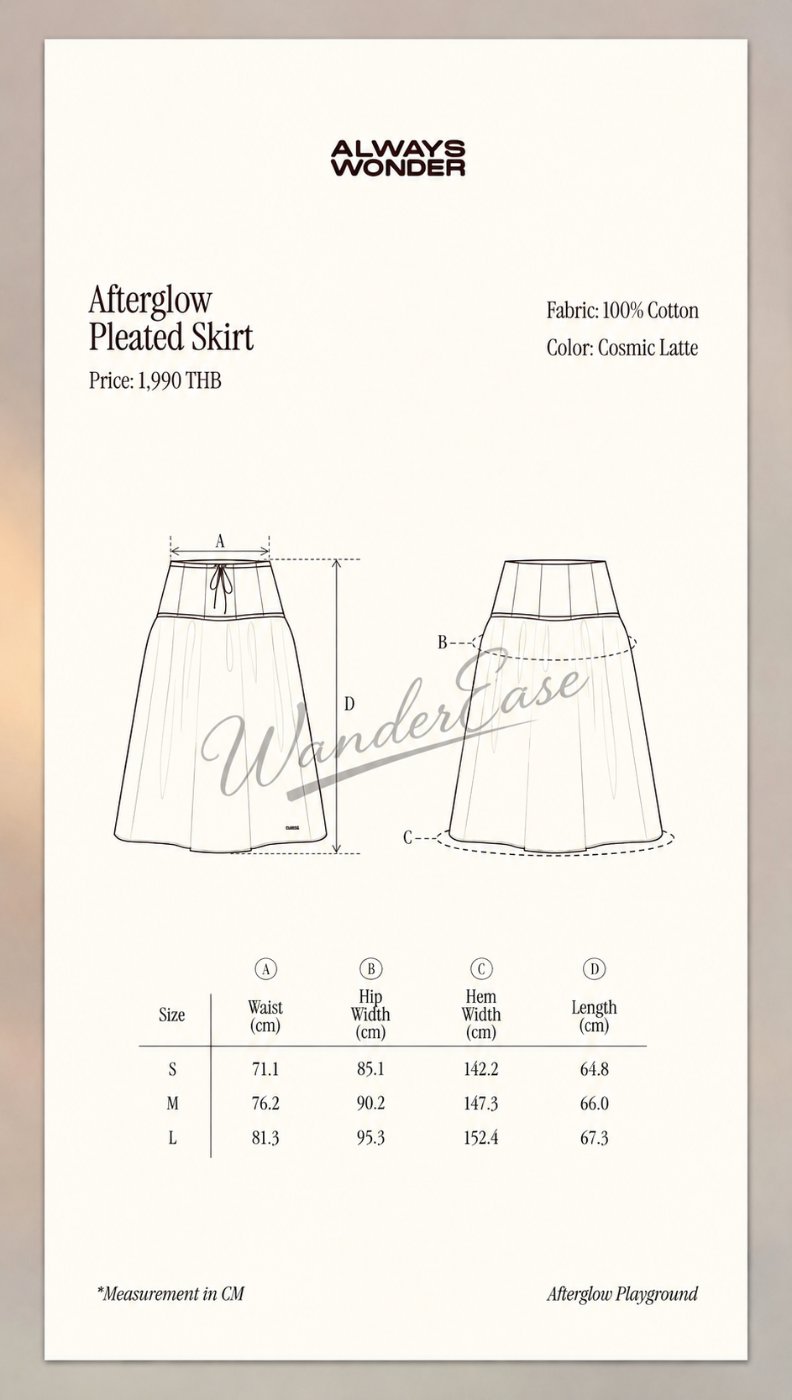 ALWAYS
WONDER
Afterglow
Pleated Skirt
Price: 1,990 THB
Fabric: 100% Cotton
Color: Cosmic Latte
A
D
B
C
WanderEase
A B C D
Size Waist (cm) Hip Width (cm) Hem Width (cm) Length (cm)
S 71.1 85.1 142.2 64.8
M 76.2 90.2 147.3 66.0
L 81.3 95.3 152.4 67.3
*Measurement in CM
Afterglow Playground